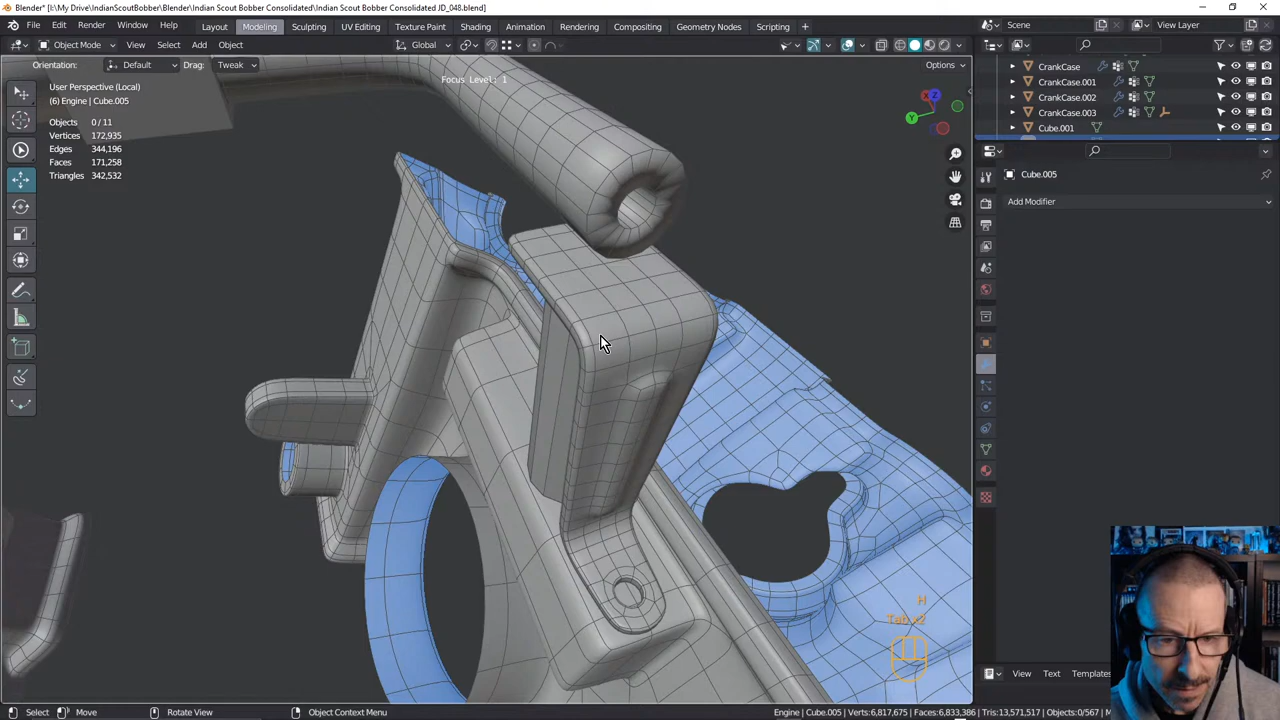 Blender* [I:\My Drive\IndianScoutBobber\Blender\Indian Scout Bobber Consolidated\Indian Scout Bobber Consolidated JD_048.blend]
File Edit Render Window Help Layout Modeling Sculpting UV Editing Texture Paint Shading Animation Rendering Compositing Geometry Nodes Scripting Scene View Layer
Object Mode View Select Add Object Global
Orientation: Default Drag: Tweak Options
User Perspective (Local)
(6) Engine | Cube.005
Focus Level: 1
Objects 0/11
Vertices 172,935
Edges 344,196
Faces 171,258
Triangles 342,532
X
Z
Y
CrankCase
CrankCase.001
CrankCase.002
CrankCase.003
Cube.001
Cube.005
Add Modifier
H
Tab x2
View Text Templates
Select Move Rotate View Object Context Menu
Engine | Cube.005 | Verts:6,817,675 | Faces:6,833,386 | Tris:13,571,517 | Objects:0/567 | Mem